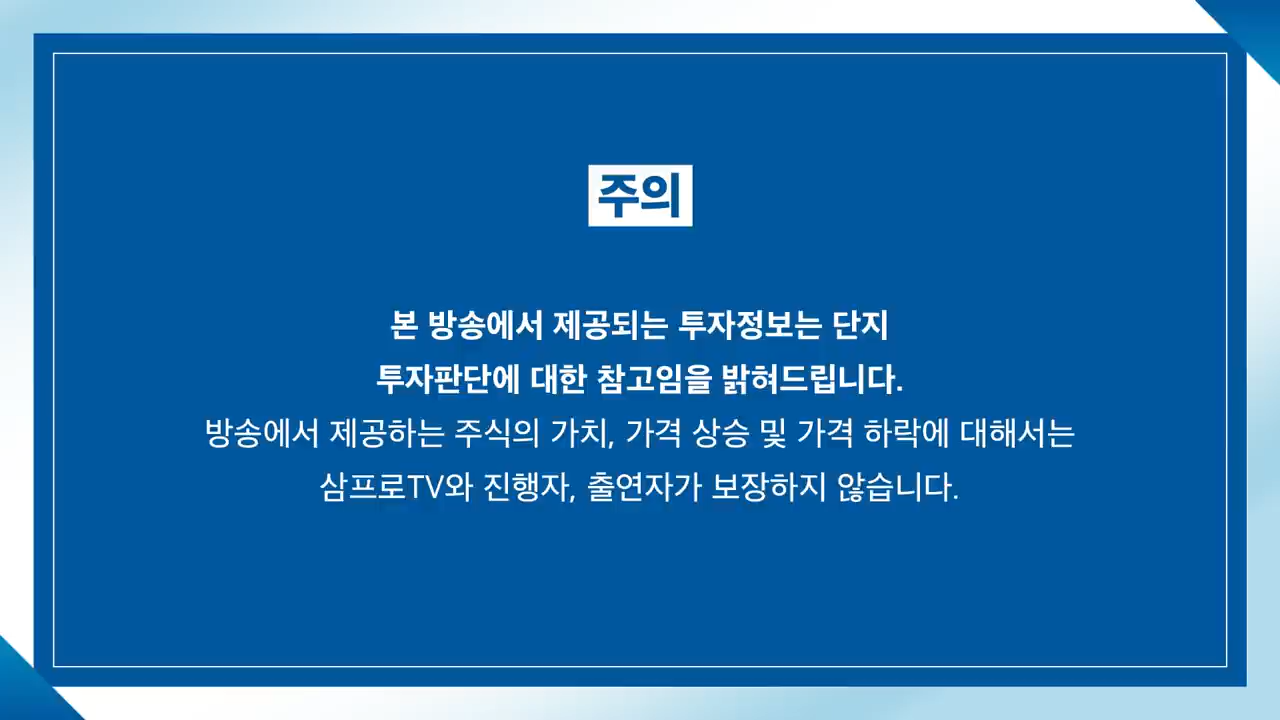 주의
본 방송에서 제공되는 투자정보는 단지
투자판단에 대한 참고임을 밝혀드립니다.
방송에서 제공하는 주식의 가치, 가격 상승 및 가격 하락에 대해서는
삼프로TV와 진행자, 출연자가 보장하지 않습니다.